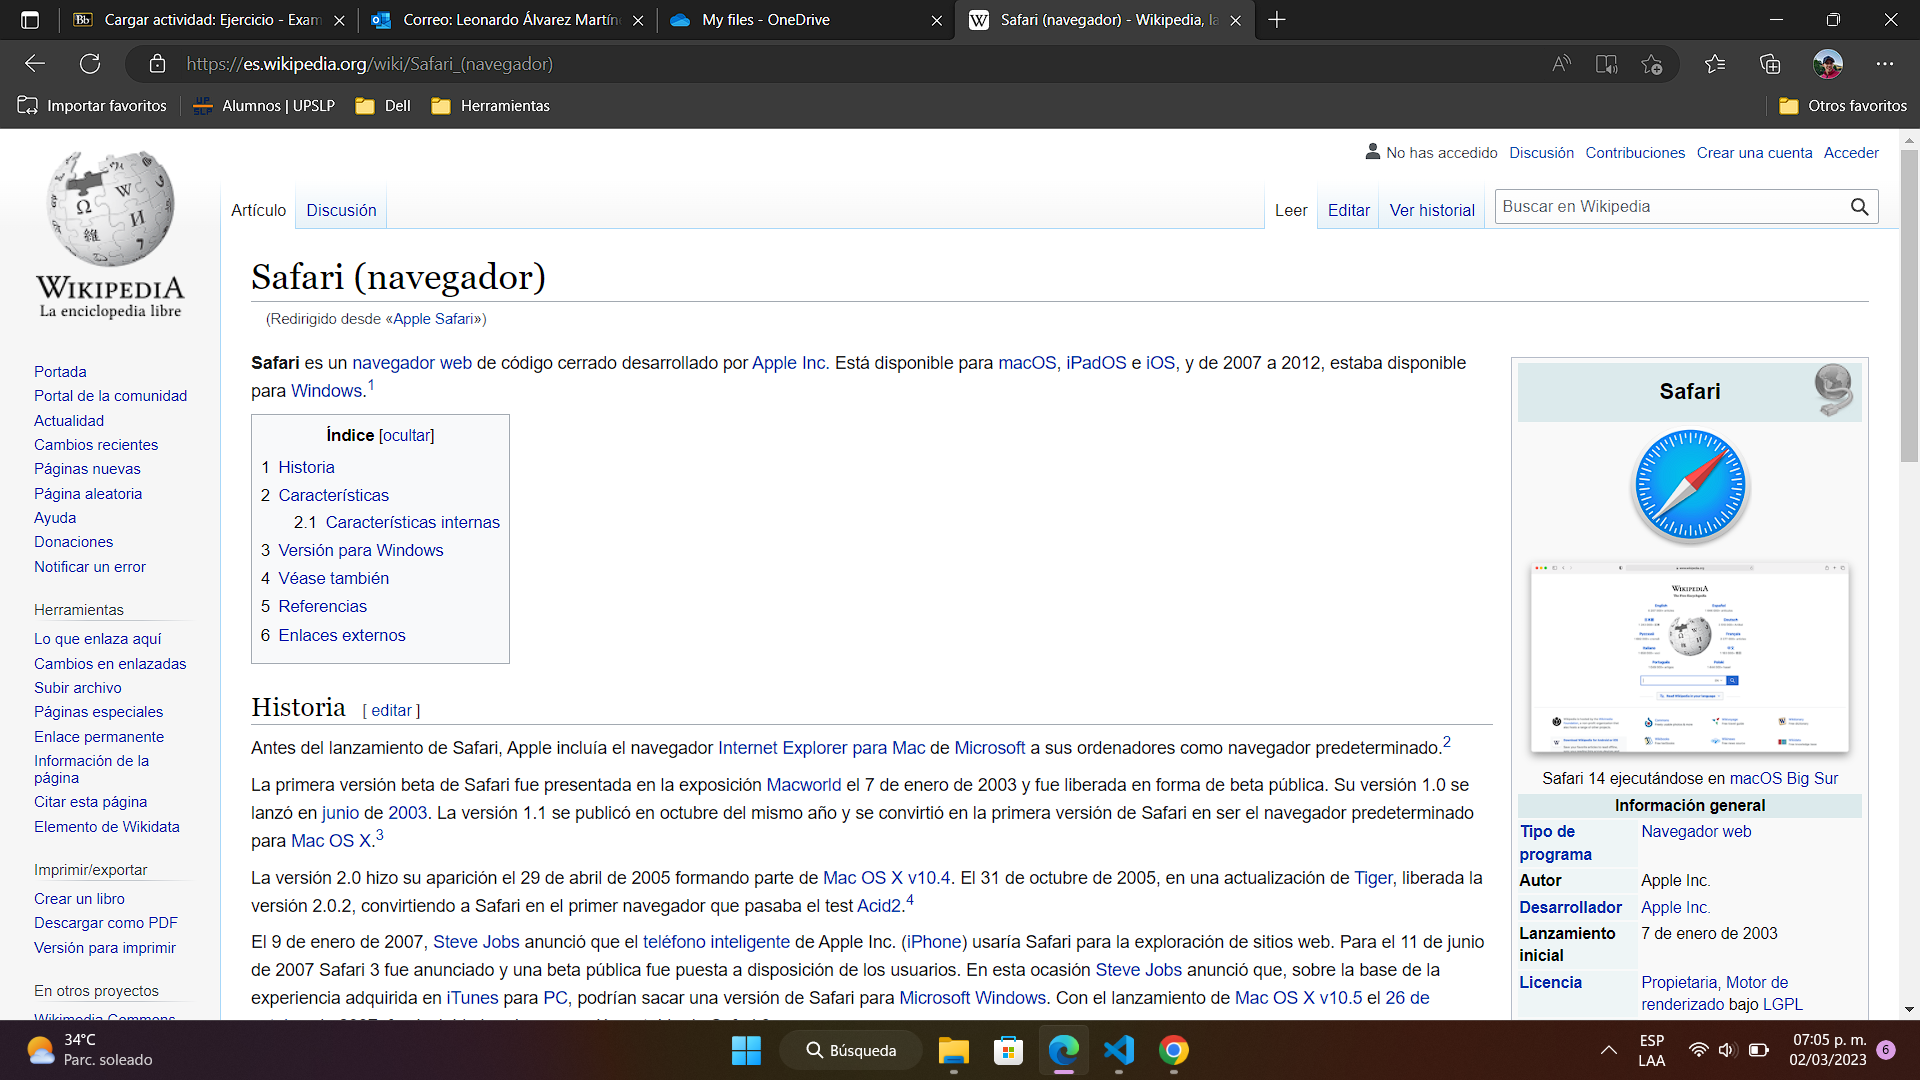 Cargar actividad: Ejercicio - Exam
Correo: Leonardo Álvarez Martín
My files - OneDrive
Safari (navegador) - Wikipedia, la
https://es.wikipedia.org/wiki/Safari_(navegador)
Importar favoritos
Alumnos | UPSLP
Dell
Herramientas
Otros favoritos
No has accedido Discusión Contribuciones Crear una cuenta Acceder
Artículo Discusión
Leer Editar Ver historial
Buscar en Wikipedia
WIKIPEDIA
La enciclopedia libre
Portada
Portal de la comunidad
Actualidad
Cambios recientes
Páginas nuevas
Página aleatoria
Ayuda
Donaciones
Notificar un error
Herramientas
Lo que enlaza aquí
Cambios en enlazadas
Subir archivo
Páginas especiales
Enlace permanente
Información de la
página
Citar esta página
Elemento de Wikidata
Imprimir/exportar
Crear un libro
Descargar como PDF
Versión para imprimir
En otros proyectos
Wikimedia Commons
Safari (navegador)
(Redirigido desde «Apple Safari»)
Safari es un navegador web de código cerrado desarrollado por Apple Inc. Está disponible para macOS, iPadOS e iOS, y de 2007 a 2012, estaba disponible
para Windows.1
Índice [ocultar]
1 Historia
2 Características
2.1 Características internas
3 Versión para Windows
4 Véase también
5 Referencias
6 Enlaces externos
Historia [ editar ]
Antes del lanzamiento de Safari, Apple incluía el navegador Internet Explorer para Mac de Microsoft a sus ordenadores como navegador predeterminado.2
La primera versión beta de Safari fue presentada en la exposición Macworld el 7 de enero de 2003 y fue liberada en forma de beta pública. Su versión 1.0 se
lanzó en junio de 2003. La versión 1.1 se publicó en octubre del mismo año y se convirtió en la primera versión de Safari en ser el navegador predeterminado
para Mac OS X.3
La versión 2.0 hizo su aparición el 29 de abril de 2005 formando parte de Mac OS X v10.4. El 31 de octubre de 2005, en una actualización de Tiger, liberada la
versión 2.0.2, convirtiendo a Safari en el primer navegador que pasaba el test Acid2.4
El 9 de enero de 2007, Steve Jobs anunció que el teléfono inteligente de Apple Inc. (iPhone) usaría Safari para la exploración de sitios web. Para el 11 de junio
de 2007 Safari 3 fue anunciado y una beta pública fue puesta a disposición de los usuarios. En esta ocasión Steve Jobs anunció que, sobre la base de la
experiencia adquirida en iTunes para PC, podrían sacar una versión de Safari para Microsoft Windows. Con el lanzamiento de Mac OS X v10.5 el 26 de
Safari
WIKIPEDIA
Safari 14 ejecutándose en macOS Big Sur
Información general
Tipo de programa Navegador web
Autor Apple Inc.
Desarrollador Apple Inc.
Lanzamiento inicial 7 de enero de 2003
Licencia Propietaria, Motor de
renderizado bajo LGPL
34°C
Parc. soleado
Búsqueda
ESP
LAA
07:05 p. m.
02/03/2023
6